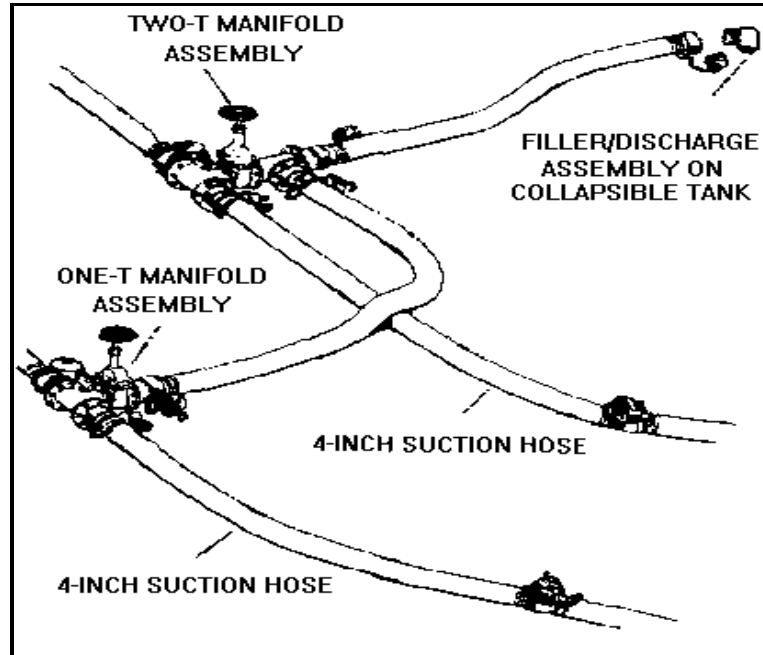 TWO-T MANIFOLD
ASSEMBLY
FILLER/DISCHARGE
ASSEMBLY ON
COLLAPSIBLE TANK
ONE-T MANIFOLD
ASSEMBLY
4-INCH SUCTION HOSE
4-INCH SUCTION HOSE